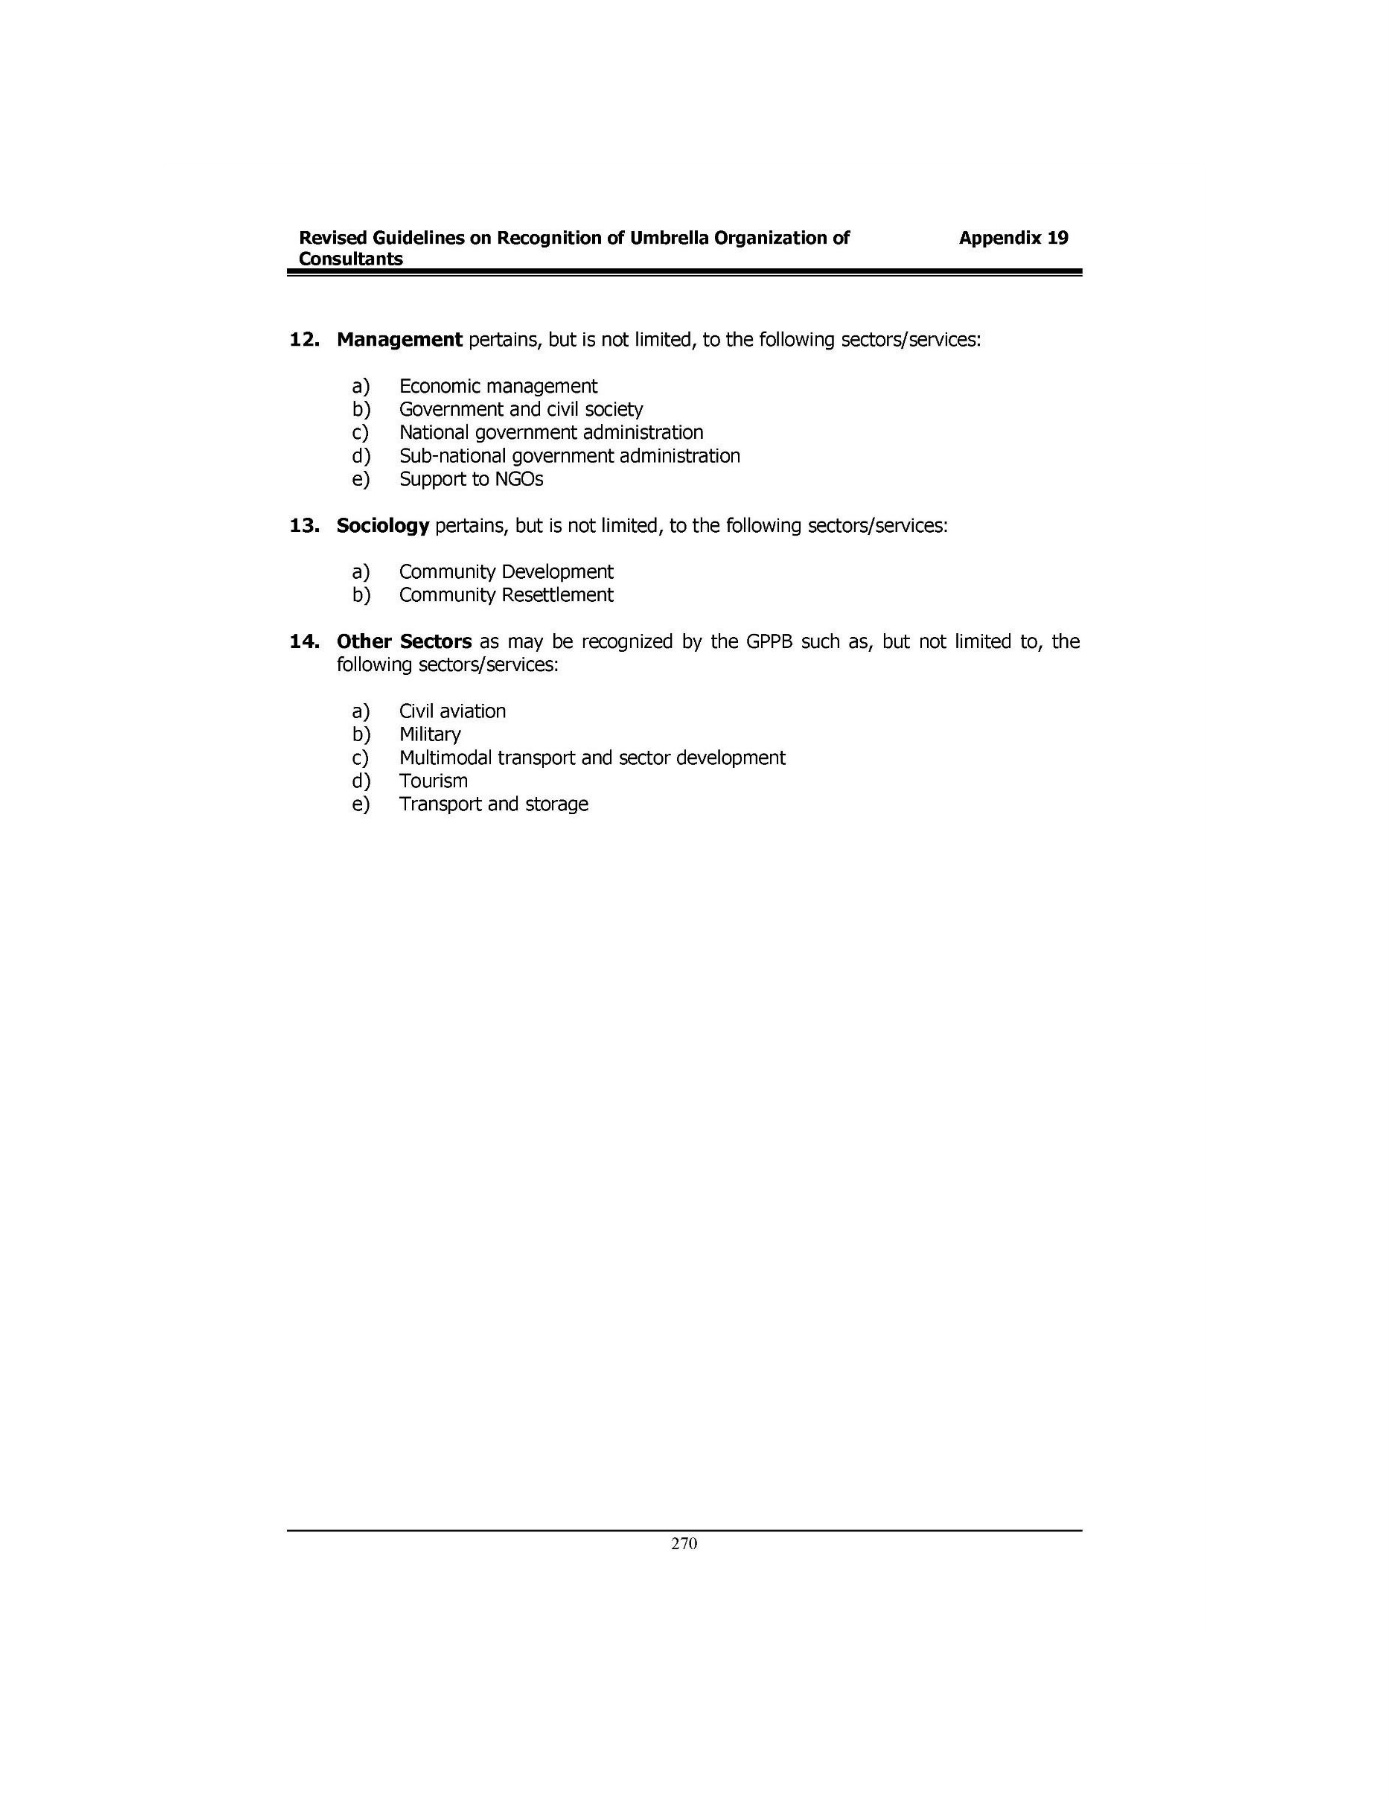 Revised Guidelines on Recognition of Umbrella Organization of Appendix 19
Consultants
12. Management pertains, but is not limited, to the following sectors/services:
a) Economic management
b) Government and civil society
c) National government administration
d) Sub-national government administration
e) Support to NGOs
13. Sociology pertains, but is not limited, to the following sectors/services:
a) Community Development
b) Community Resettlement
14. Other Sectors as may be recognized by the GPPB such as, but not limited to, the
following sectors/services:
a) Civil aviation
b) Military
c) Multimodal transport and sector development
d) Tourism
e) Transport and storage
270